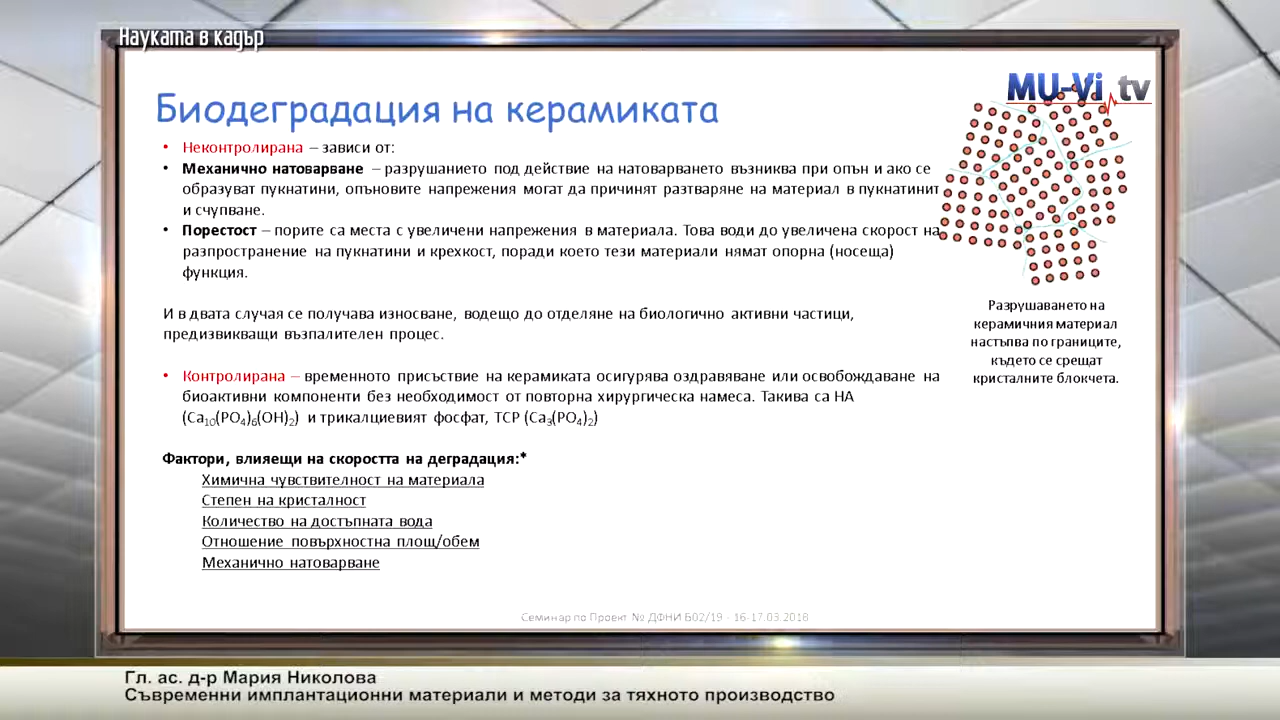 Науката в кадър
MU-Vi.tv
Биодеградация на керамиката
• Неконтролирана – зависи от:
• Механично натоварване – разрушанието под действие на натоварването възниква при опън и ако се
образуват пукнатини, опъновите напрежения могат да причинят разтваряне на материал в пукнатинит
и счупване.
• Порестост – порите са места с увеличени напрежения в материала. Това води до увеличена скорост на
разпространение на пукнатини и крехкост, поради което тези материали нямат опорна (носеща)
функция.
И в двата случая се получава износване, водещо до отделяне на биологично активни частици,
предизвикващи възпалителен процес.
• Контролирана – временното присъствие на керамиката осигурява оздравяване или освобождаване на
биоактивни компоненти без необходимост от повторна хирургическа намеса. Такива са HA
(Ca10(PO4)6(OH)2) и трикалциевият фосфат, TCP (Ca3(PO4)2)
Фактори, влияещи на скоростта на деградация:*
Химична чувствителност на материала
Степен на кристалност
Количество на достъпната вода
Отношение повърхностна площ/обем
Механично натоварване
Разрушаването на
керамичния материал
настъпва по границите,
където се срещат
кристалните блокчета.
Семинар по Проект № ДФНИ Б02/19 - 16-17.03.2018
Гл. ас. д-р Мария Николова
Съвременни имплантационни материали и методи за тяхното производство